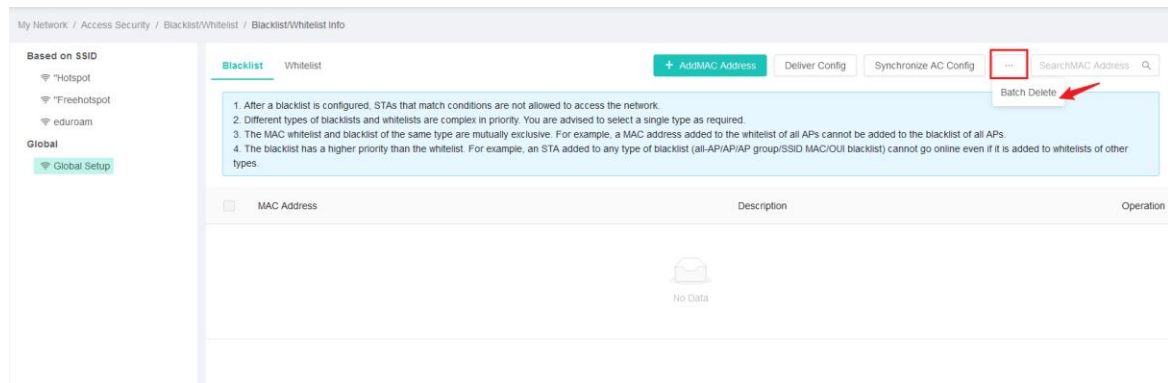 My Network / Access Security / Blacklist/Whitelist / Blacklist/Whitelist Info
Based on SSID
"Hotspot
"Freehotspot
eduroam
Global
Global Setup
Blacklist Whitelist
+ AddMAC Address Deliver Config Synchronize AC Config ... SearchMAC Address
Batch Delete
1. After a blacklist is configured, STAs that match conditions are not allowed to access the network.
2. Different types of blacklists and whitelists are complex in priority. You are advised to select a single type as required.
3. The MAC whitelist and blacklist of the same type are mutually exclusive. For example, a MAC address added to the whitelist of all APs cannot be added to the blacklist of all APs.
4. The blacklist has a higher priority than the whitelist. For example, an STA added to any type of blacklist (all-AP/AP/AP group/SSID MAC/OUI blacklist) cannot go online even if it is added to whitelists of other
types.
MAC Address Description Operation
No Data